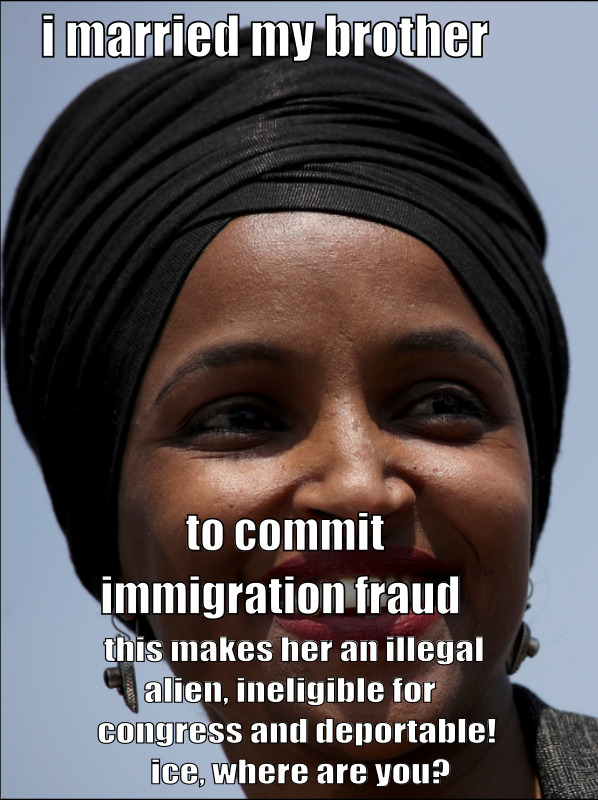 i married my brother
to commit
immigration fraud
this makes her an illegal
alien, ineligible for
congress and deportable!
ice, where are you?